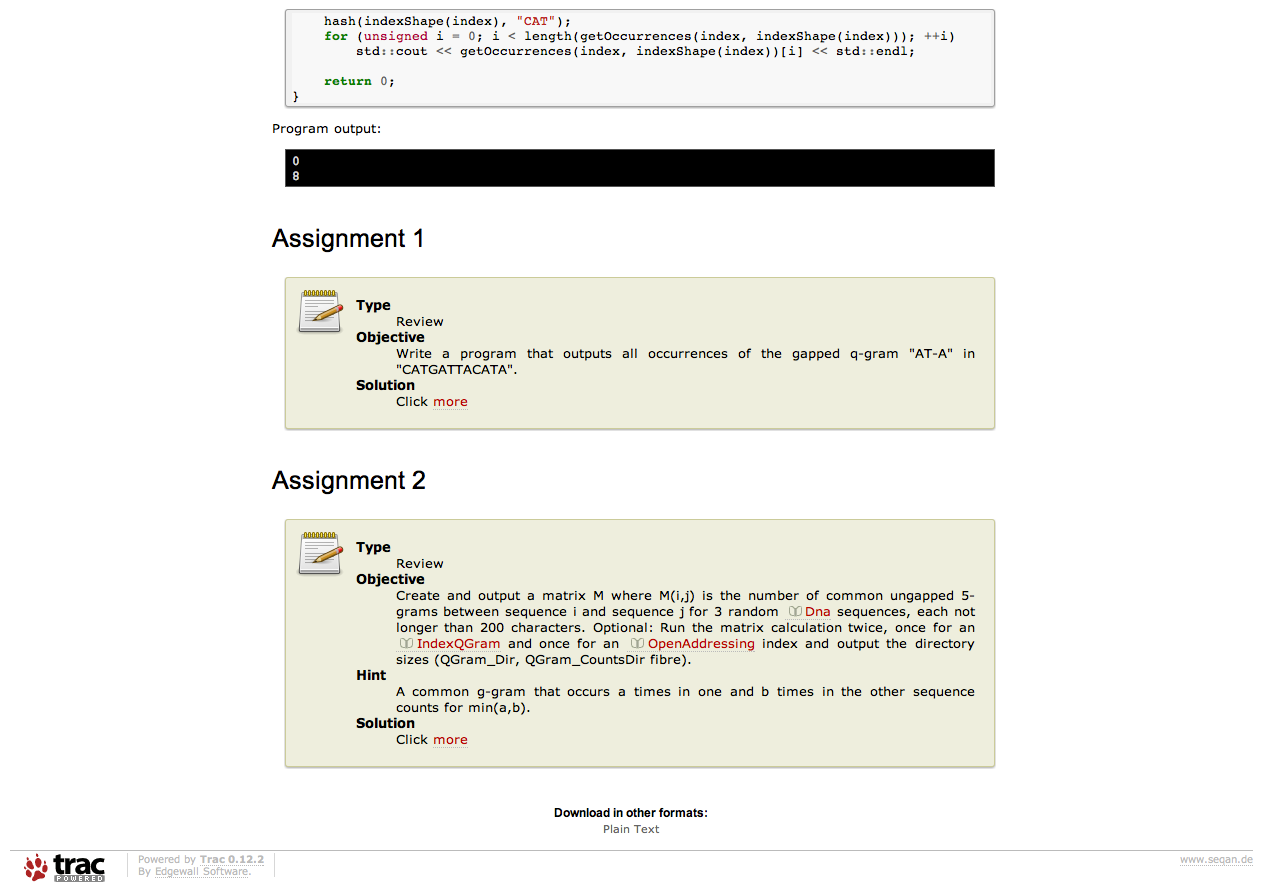 hash(indexShape(index), "CAT");
for (unsigned i = 0; i < length(getOccurrences(index, indexShape(index))); ++i)
std::cout << getOccurrences(index, indexShape(index))[i] << std::endl;
return 0;
}
Program output:
0
8
Assignment 1
Type
Review
Objective
Write a program that outputs all occurrences of the gapped q-gram "AT-A" in
"CATGATTACATA".
Solution
Click more
Assignment 2
Type
Review
Objective
Create and output a matrix M where M(i,j) is the number of common ungapped 5-
grams between sequence i and sequence j for 3 random Dna sequences, each not
longer than 200 characters. Optional: Run the matrix calculation twice, once for an
IndexQGram and once for an OpenAddressing index and output the directory
sizes (QGram_Dir, QGram_CountsDir fibre).
Hint
A common g-gram that occurs a times in one and b times in the other sequence
counts for min(a,b).
Solution
Click more
Download in other formats:
Plain Text
trac
POWERED
Powered by Trac 0.12.2
By Edgewall Software.
www.seqan.de